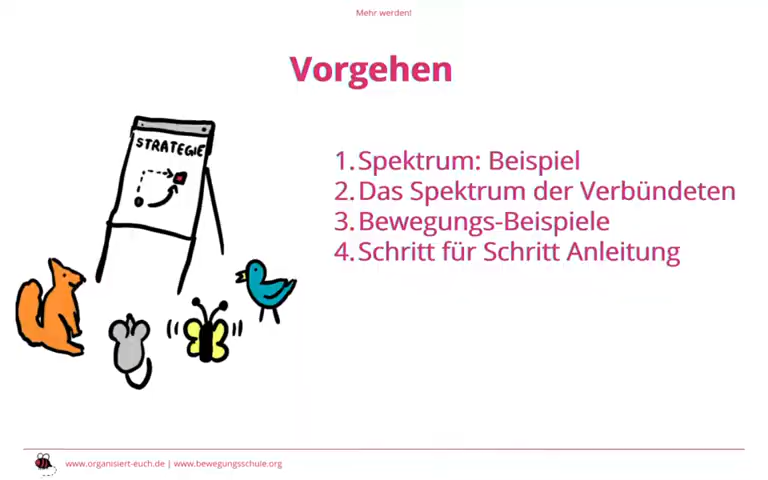 Mehr werden!
Vorgehen
STRATEGIE
1. Spektrum: Beispiel
2. Das Spektrum der Verbündeten
3. Bewegungs-Beispiele
4. Schritt für Schritt Anleitung
www.organisiert-euch.de | www.bewegungsschule.org